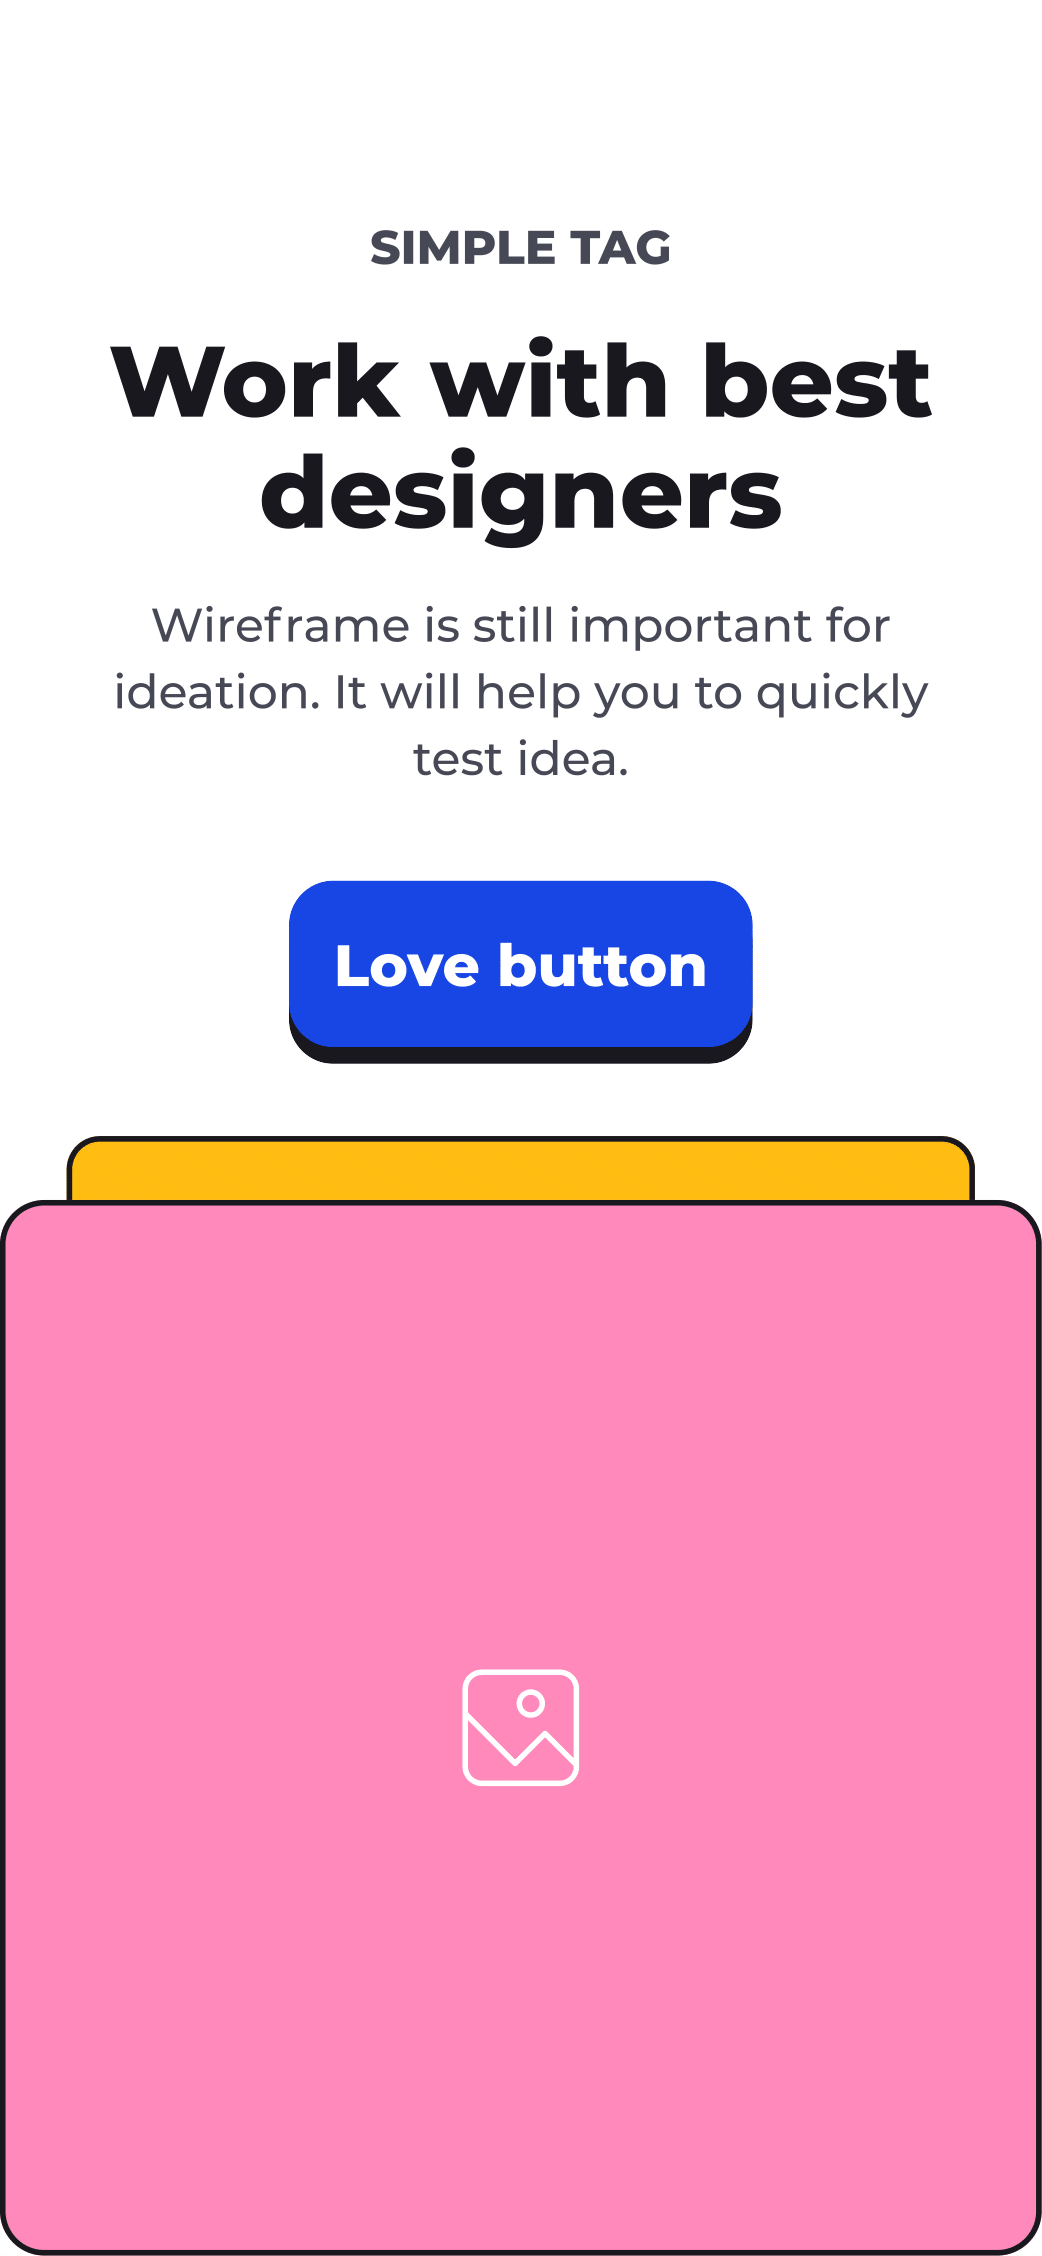 SIMPLE TAG
Work with best
designers
Wireframe is still important for
ideation. It will help you to quickly
test idea.
Love button